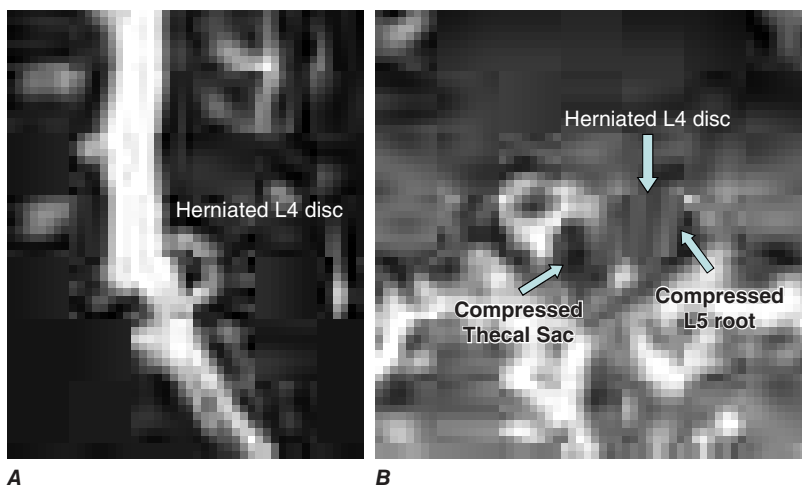 Herniated L4 disc
Herniated L4 disc
Compressed
Thecal Sac
Compressed
L5 root
A
B